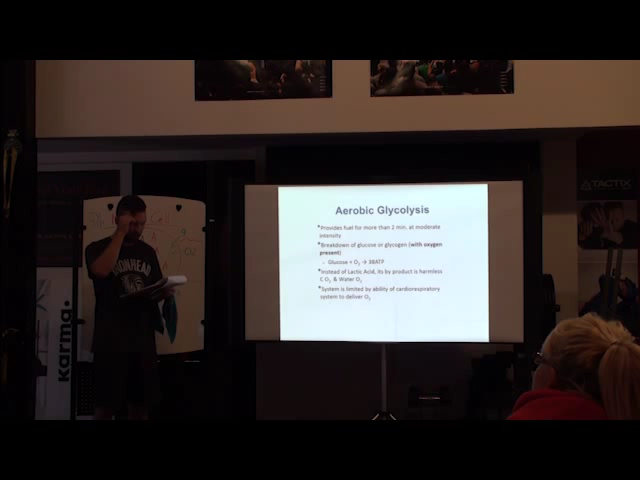 TACTIX
Aerobic Glycolysis
*Provides fuel for more than 2 min, at moderate
intensity
*Breakdown of glucose or glycogen (with oxygen
present)
- Glucose + O₂ → 38ATP
*Instead of Lactic Acid, its by product is harmless
C O₂ & Water O₂
*System is limited by ability of cardiorespiratory
system to deliver O₂
IRONHEAD
karma.